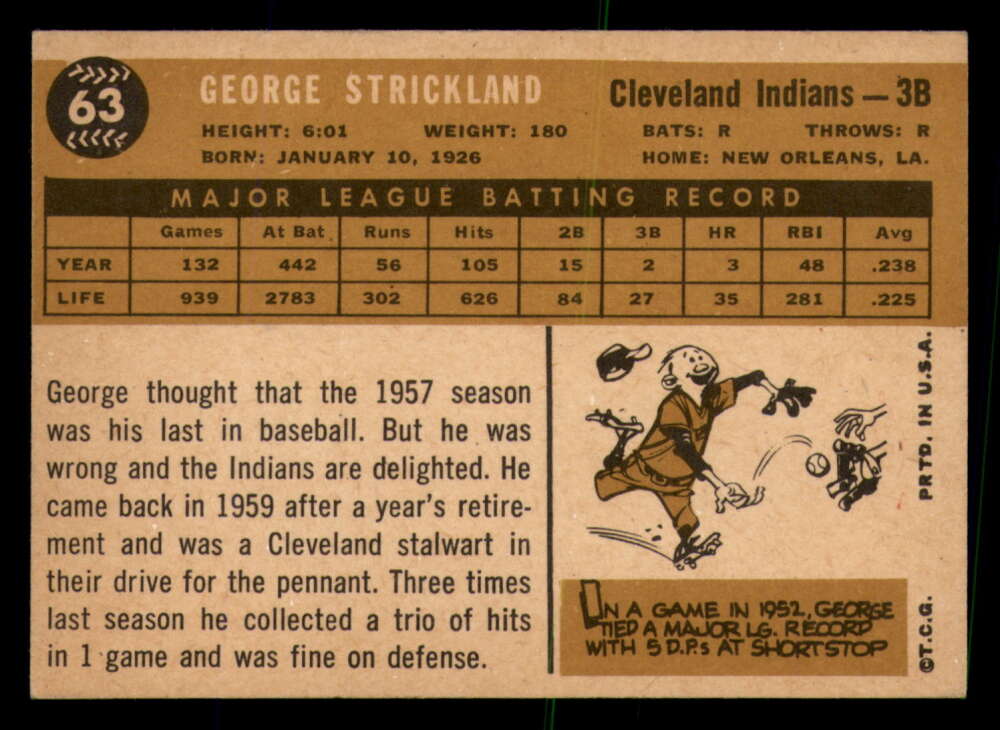 63
GEORGE STRICKLAND
Cleveland Indians — 3B
HEIGHT: 6:01 WEIGHT: 180 BATS: R THROWS: R
BORN: JANUARY 10, 1926 HOME: NEW ORLEANS, LA.
MAJOR LEAGUE BATTING RECORD
Games At Bat Runs Hits 2B 3B HR RBI Avg
YEAR 132 442 56 105 15 2 3 48 .238
LIFE 939 2783 302 626 84 27 35 281 .225
George thought that the 1957 season
was his last in baseball. But he was
wrong and the Indians are delighted. He
came back in 1959 after a year's retire-
ment and was a Cleveland stalwart in
their drive for the pennant. Three times
last season he collected a trio of hits
in 1 game and was fine on defense.
IN A GAME IN 1952, GEORGE
TIED A MAJOR LG. RECORD
WITH 5 D.P.s AT SHORTSTOP
©T.C.G. PRTD. IN U.S.A.